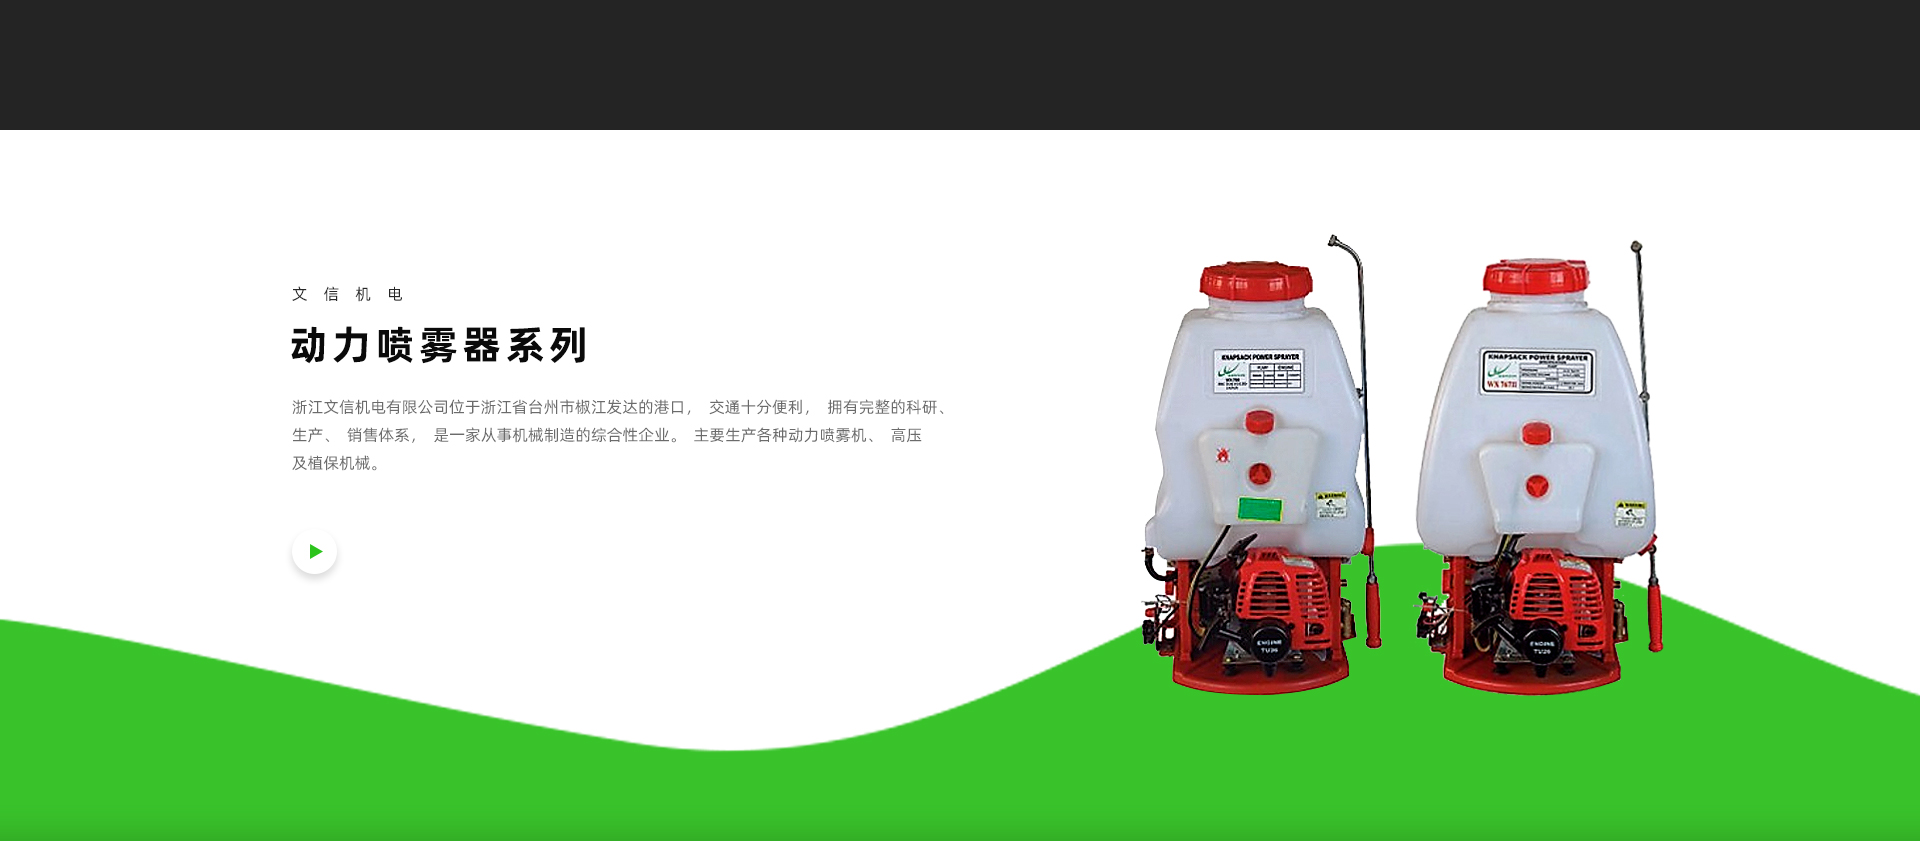 文信机电
动力喷雾器系列
浙江文信机电有限公司位于浙江省台州市椒江发达的港口， 交通十分便利， 拥有完整的科研、
生产、 销售体系， 是一家从事机械制造的综合性企业。 主要生产各种动力喷雾机、 高压
及植保机械。
KNAPSACK POWER SPRAYER
KNAPSACK POWER SPRAYER
WARNING
WARNING
ENGINE
TU26
ENGINE
TU26